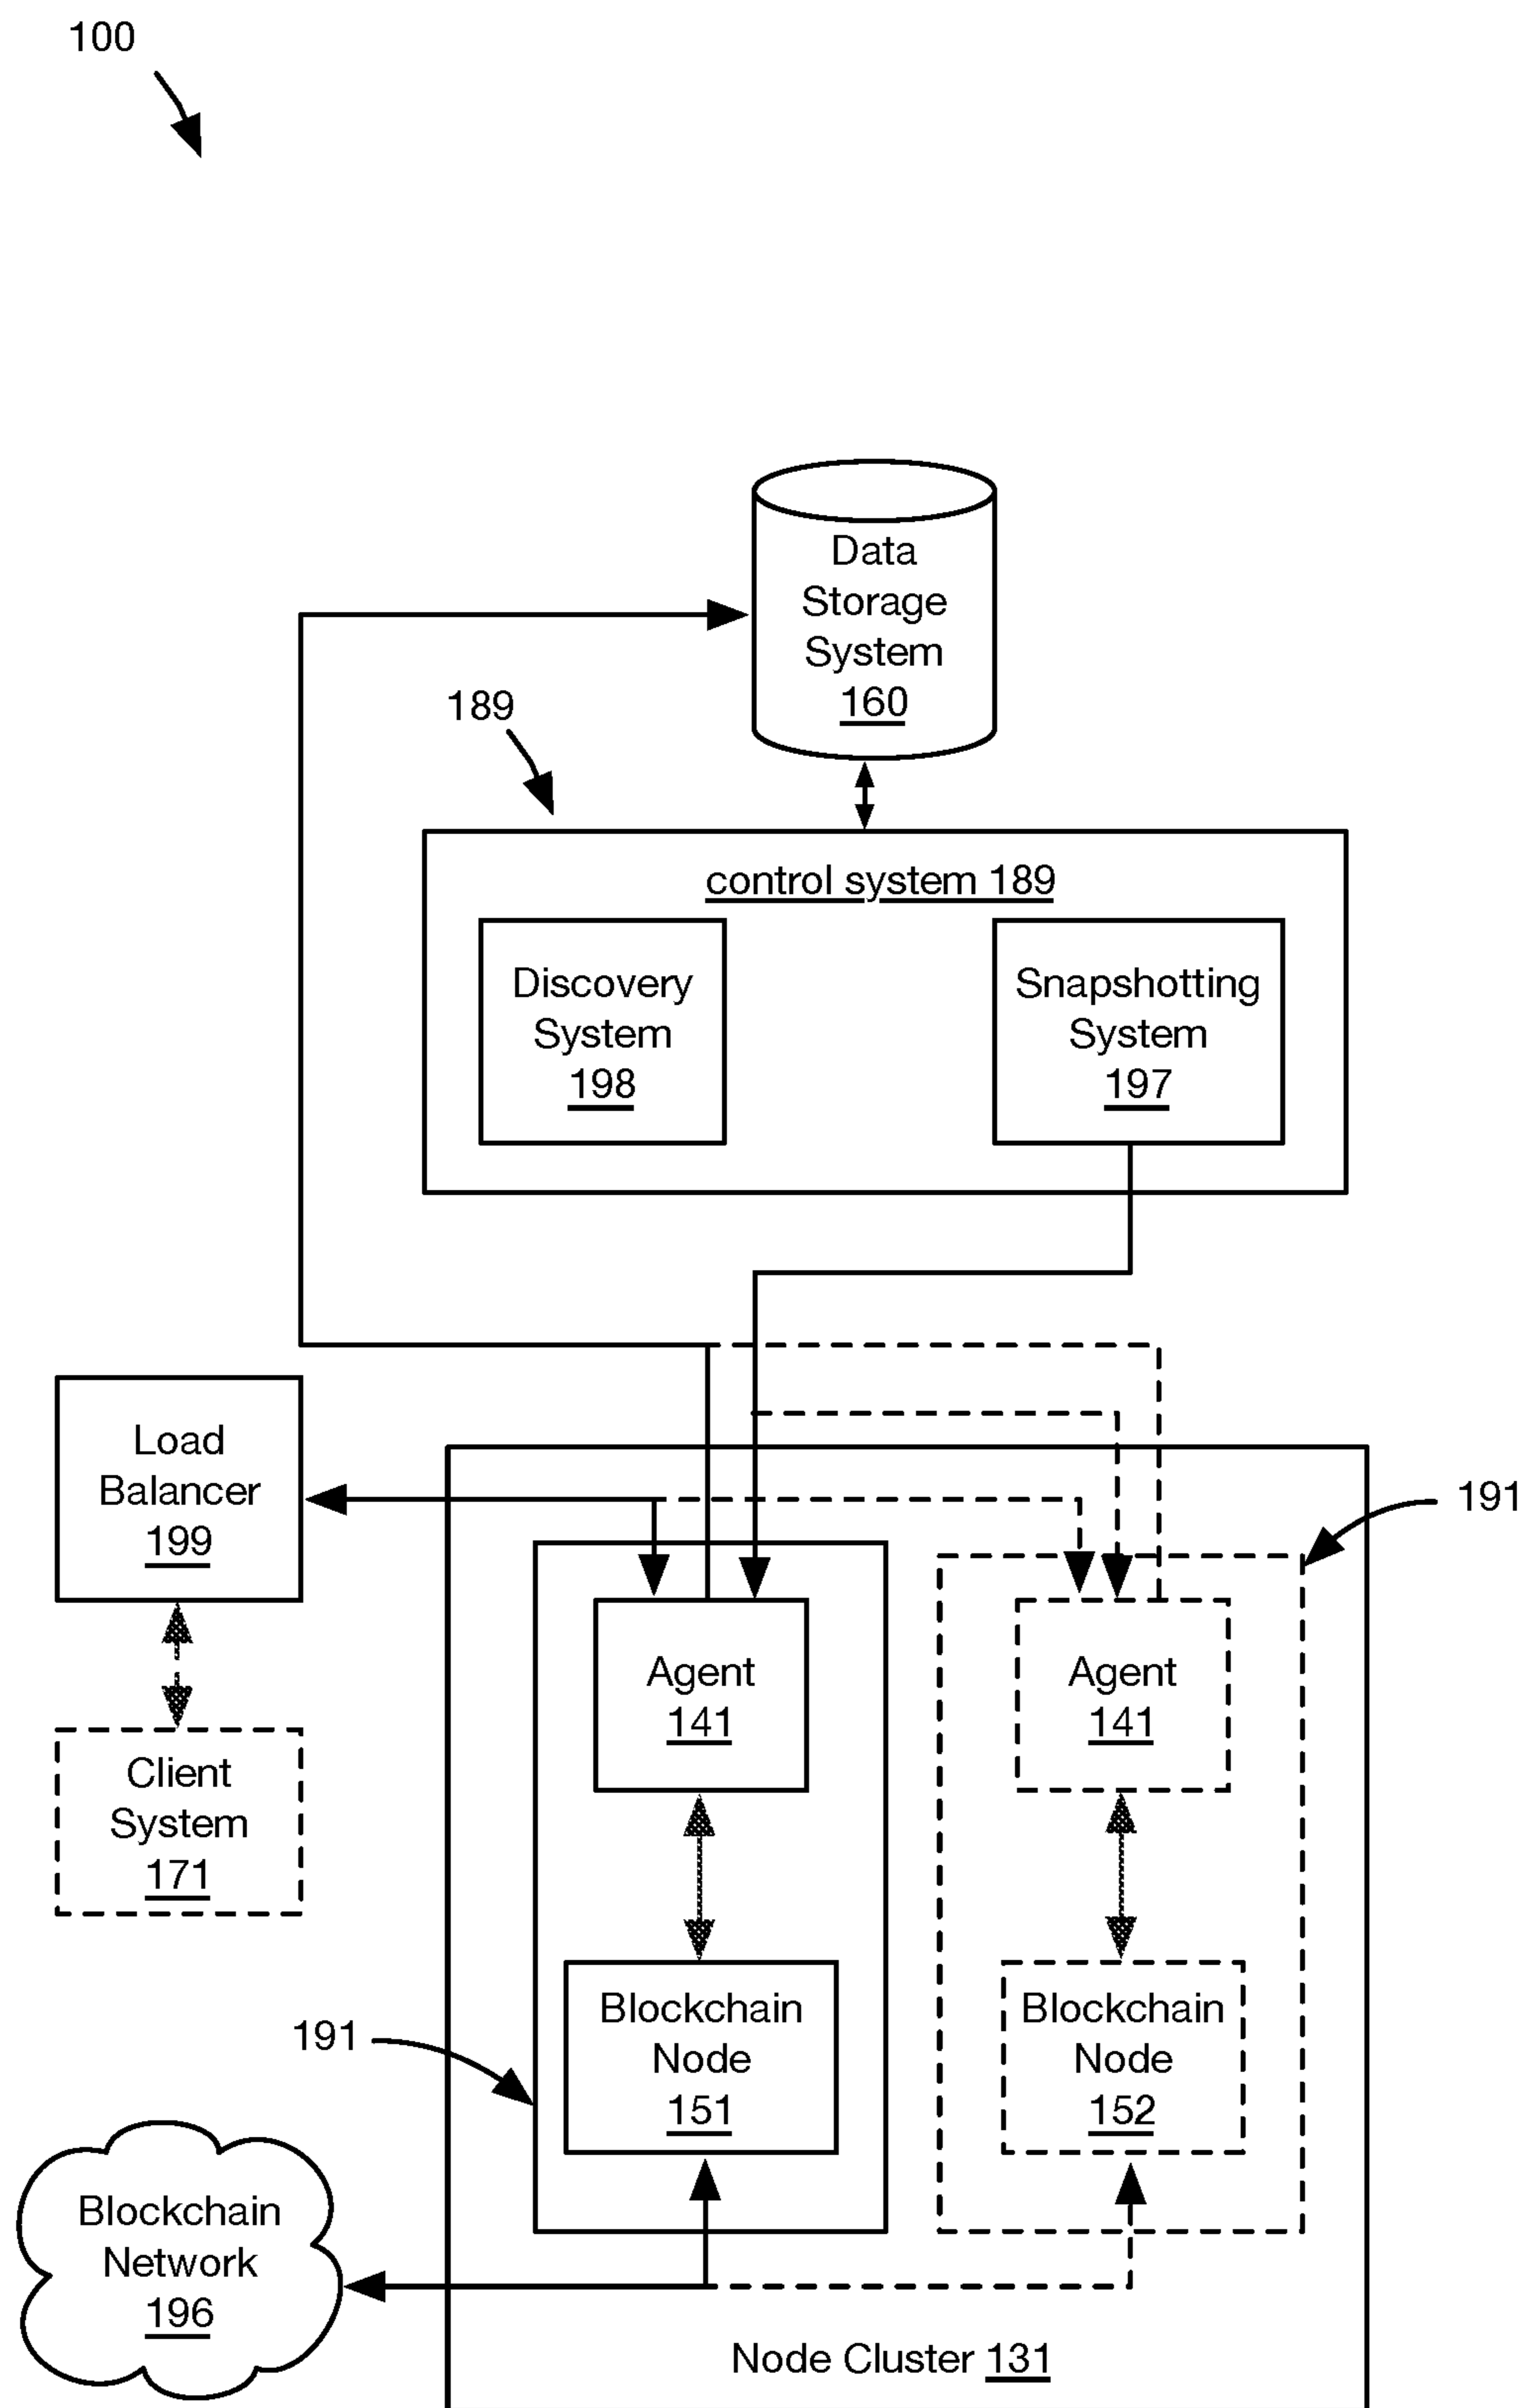 100
Data
Storage
System
160
189
control system 189
Discovery
System
198
Snapshotting
System
197
Load
Balancer
199
191
Agent
141
Agent
141
Client
System
171
Blockchain
Node
151
Blockchain
Node
152
191
Blockchain
Network
196
Node Cluster 131